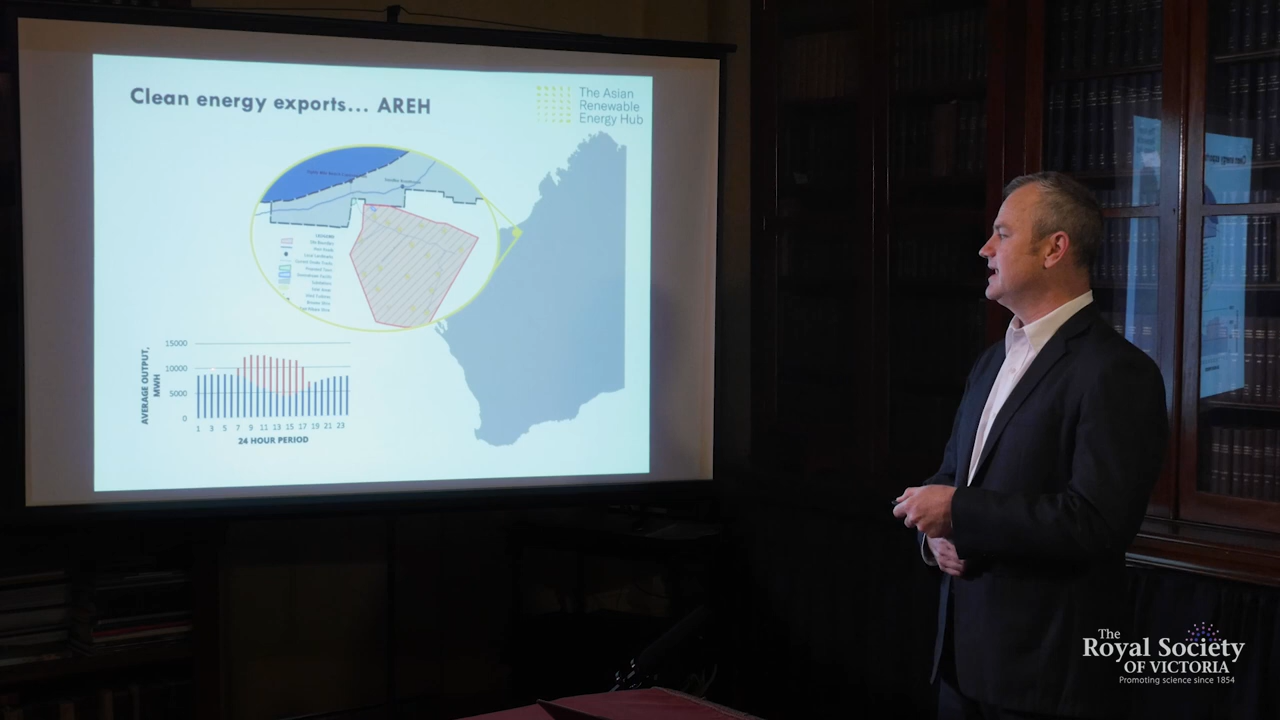 Clean energy exports... AREH
The Asian
Renewable
Energy Hub
LEGEND
15000
10000
5000
0
AVERAGE OUTPUT,
MWH
1 3 5 7 9 11 13 15 17 19 21 23
24 HOUR PERIOD
The
Royal Society
OF VICTORIA
Promoting science since 1854